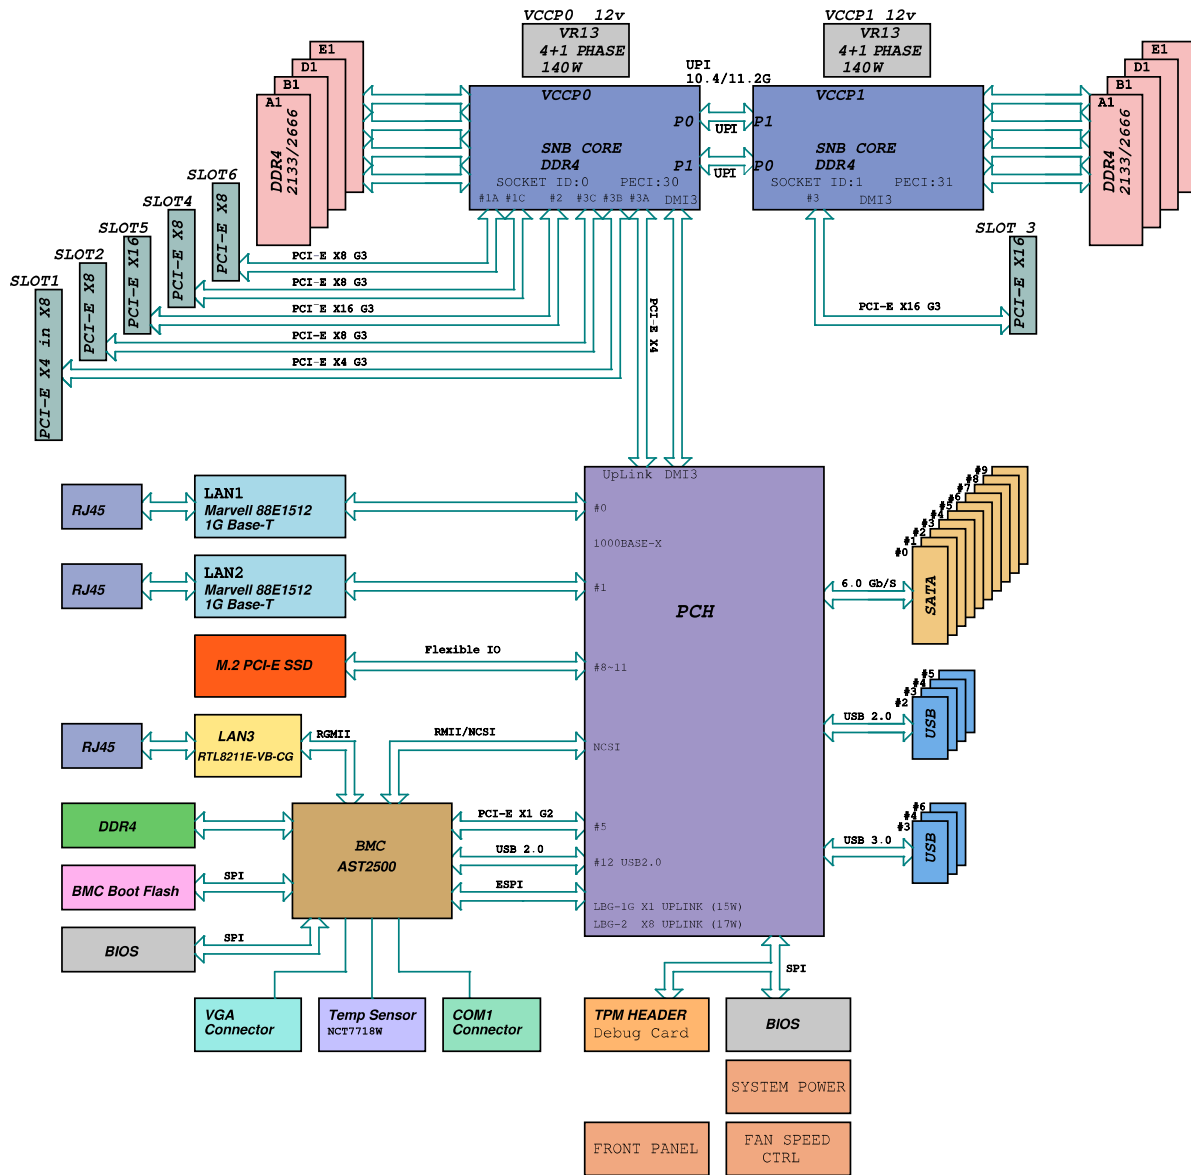 VCCP0 12v
VR13
4+1 PHASE
140W
VCCP1 12v
VR13
4+1 PHASE
140W
UPI
10.4/11.2G
E1
D1
B1
A1
DDR4
2133/2666
VCCP0
P0
SNB CORE
DDR4
P1
SOCKET ID:0 PECI:30
#1A #1C #2 #3C #3B #3A DMI3
UPI
UPI
VCCP1
P1
SNB CORE
DDR4
P0
SOCKET ID:1 PECI:31
#3 DMI3
E1
D1
B1
A1
DDR4
2133/2666
SLOT6
PCI-E X8
SLOT4
PCI-E X8
SLOT5
PCI-E X16
SLOT2
PCI-E X8
SLOT1
PCI-E X4 in X8
PCI-E X8 G3
PCI-E X8 G3
PCI-E X16 G3
PCI-E X8 G3
PCI-E X4 G3
PCI-E X4
SLOT 3
PCI-E X16
PCI-E X16 G3
UpLink DMI3
#0
1000BASE-X
#1
PCH
#8-11
NCSI
#5
#12 USB2.0
LBG-1G X1 UPLINK (15W)
LBG-2 X8 UPLINK (17W)
RJ45
LAN1
Marvell 88E1512
1G Base-T
RJ45
LAN2
Marvell 88E1512
1G Base-T
M.2 PCI-E SSD
Flexible IO
RJ45
LAN3
RTL8211E-VB-CG
RGMII
RMII/NCSI
DDR4
BMC
AST2500
PCI-E X1 G2
USB 2.0
ESPI
BMC Boot Flash
SPI
BIOS
SPI
6.0 Gb/S
#9
#8
#7
#6
#5
#4
#3
#2
#1
#0
SATA
USB 2.0
#5
#4
#3
#2
USB
USB 3.0
#6
#4
#3
USB
SPI
VGA
Connector
Temp Sensor
NCT7718W
COM1
Connector
TPM HEADER
Debug Card
BIOS
SYSTEM POWER
FRONT PANEL
FAN SPEED
CTRL